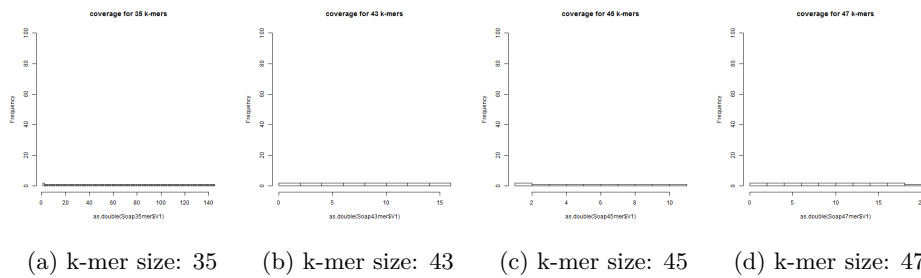 coverage for 35 k-mers
Frequency
0 20 40 60 80 100
0 20 40 60 80 100 120 140
as.double(Soap35mer$V1)
(a) k-mer size: 35
coverage for 43 k-mers
Frequency
0 20 40 60 80 100
0 5 10 15
as.double(Soap43mer$V1)
(b) k-mer size: 43
coverage for 45 k-mers
Frequency
0 20 40 60 80 100
2 4 6 8 10
as.double(Soap45mer$V1)
(c) k-mer size: 45
coverage for 47 k-mers
Frequency
0 20 40 60 80 100
0 5 10 15
as.double(Soap47mer$V1)
(d) k-mer size: 47